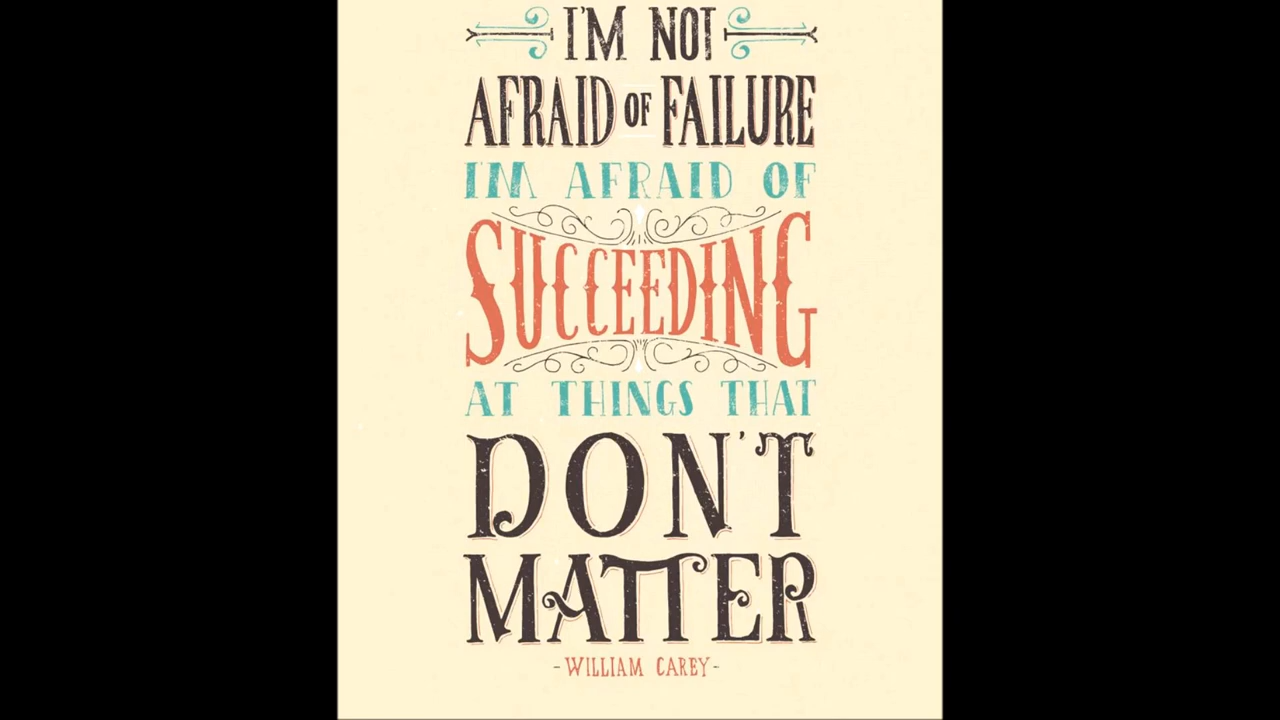 I'M NOT
AFRAID OF FAILURE
I'M AFRAID OF
SUCCEEDING
AT THINGS THAT
DON'T
MATTER
-WILLIAM CAREY-